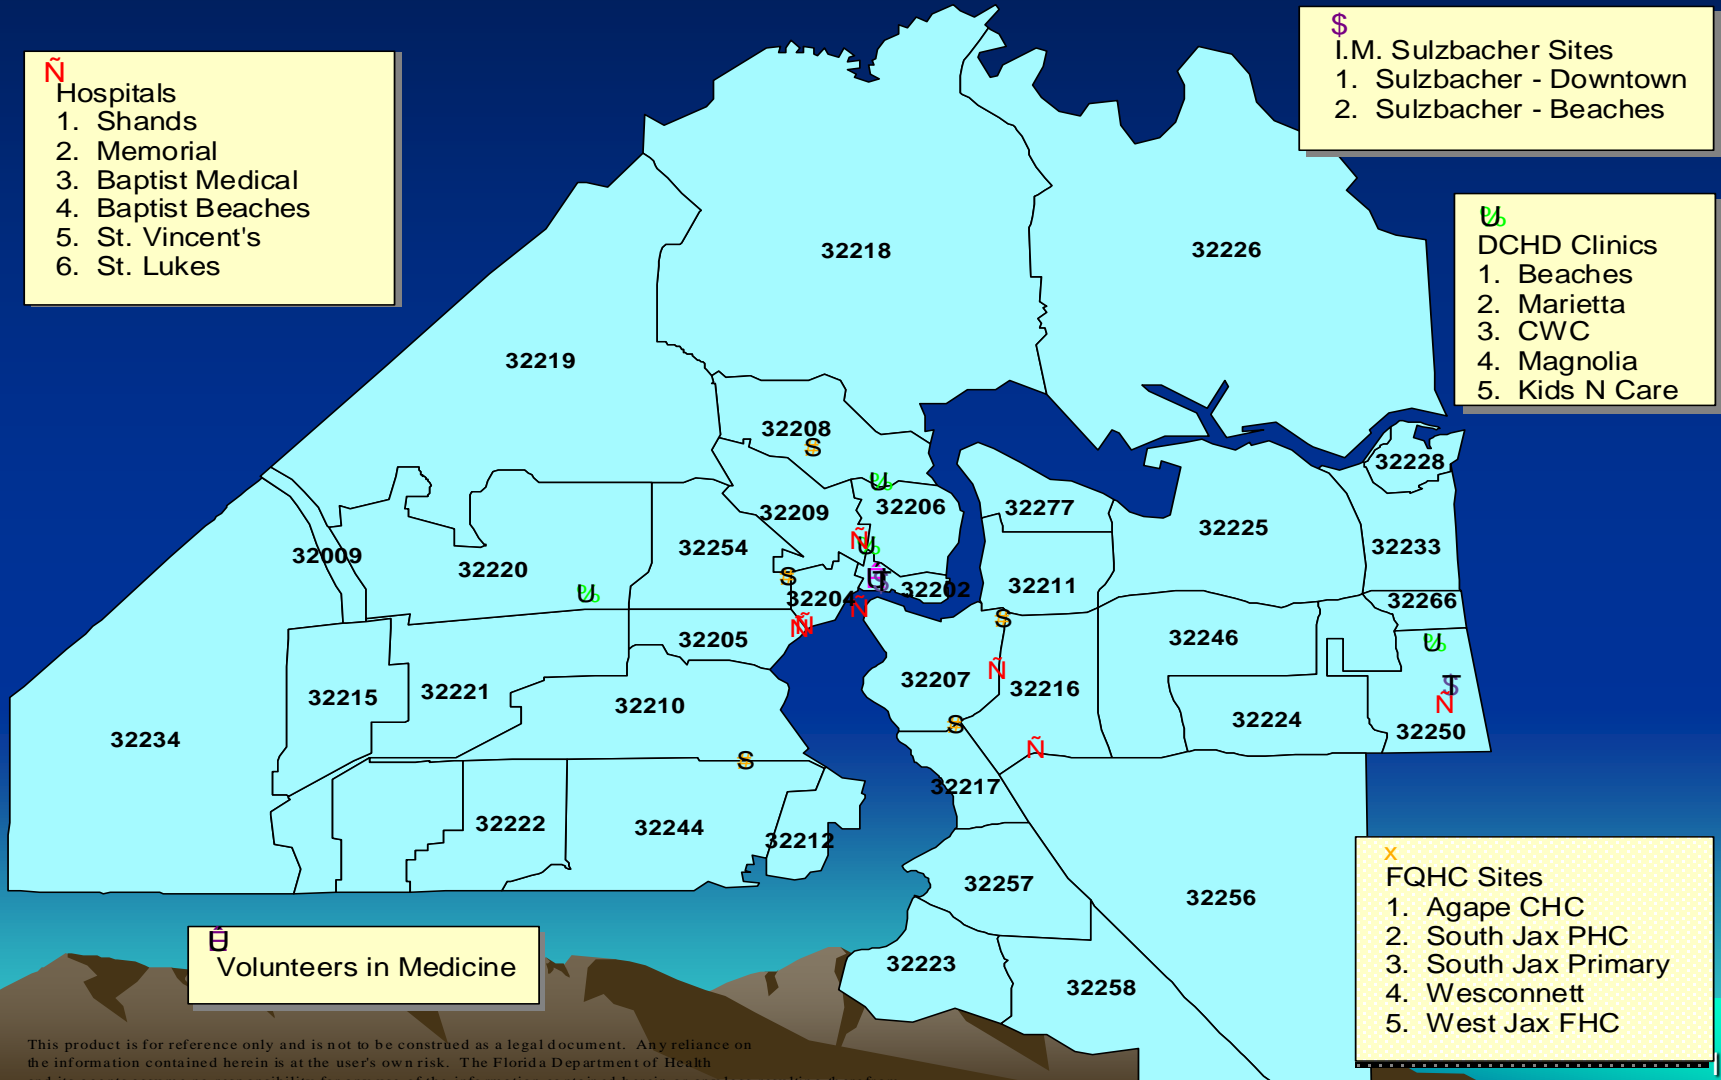 Ñ
Hospitals
1. Shands
2. Memorial
3. Baptist Medical
4. Baptist Beaches
5. St. Vincent's
6. St. Lukes
$
I.M. Sulzbacher Sites
1. Sulzbacher - Downtown
2. Sulzbacher - Beaches
U%
DCHD Clinics
1. Beaches
2. Marietta
3. CWC
4. Magnolia
5. Kids N Care
32218
32226
32219
32208
S
32228
U%
32209
32206
32277
32225
Ñ
U%
32254
32233
32009
32220
S
32204
32202
32211
U%
32266
Ñ
Ñ
Ñ
S
32205
32246
U%
Ñ
32207
32216
32215
32221
32210
Ñ
32224
32250
S
Ñ
32234
S
32217
32222
32244
32212
32257
32256
32223
32258
x
FQHC Sites
1. Agape CHC
2. South Jax PHC
3. South Jax Primary
4. Wesconnett
5. West Jax FHC
Volunteers in Medicine
This product is for reference only and is not to be construed as a legal document. Any reliance on
the information contained herein is at the user's own risk. The Florida Department of Health